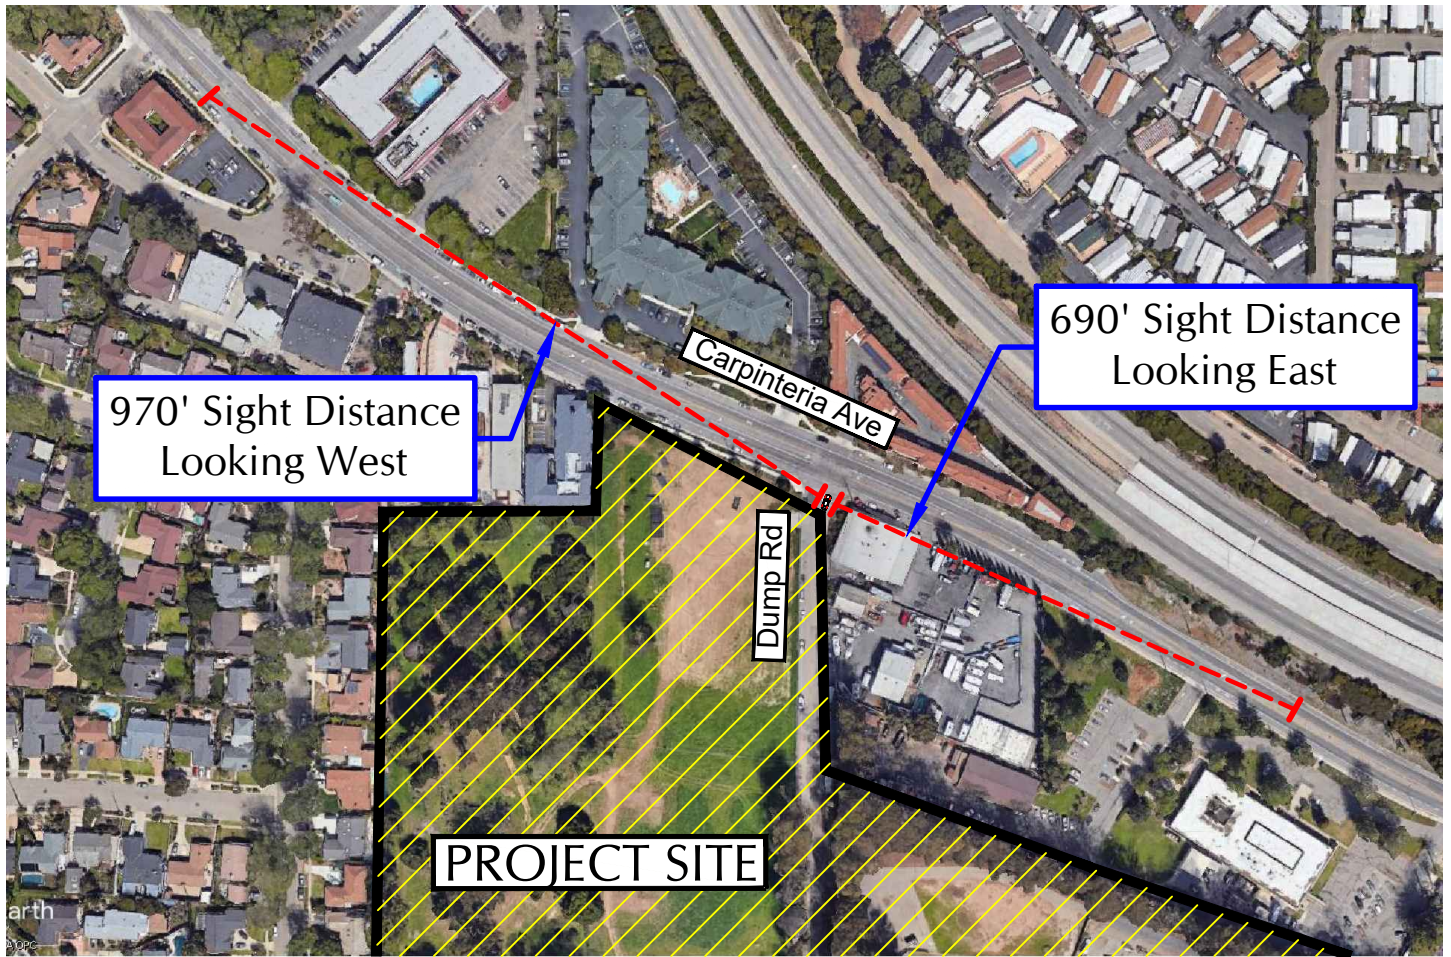 690' Sight Distance
Looking East
Carpinteria Ave
970' Sight Distance
Looking West
Dump Rd
PROJECT SITE
arth